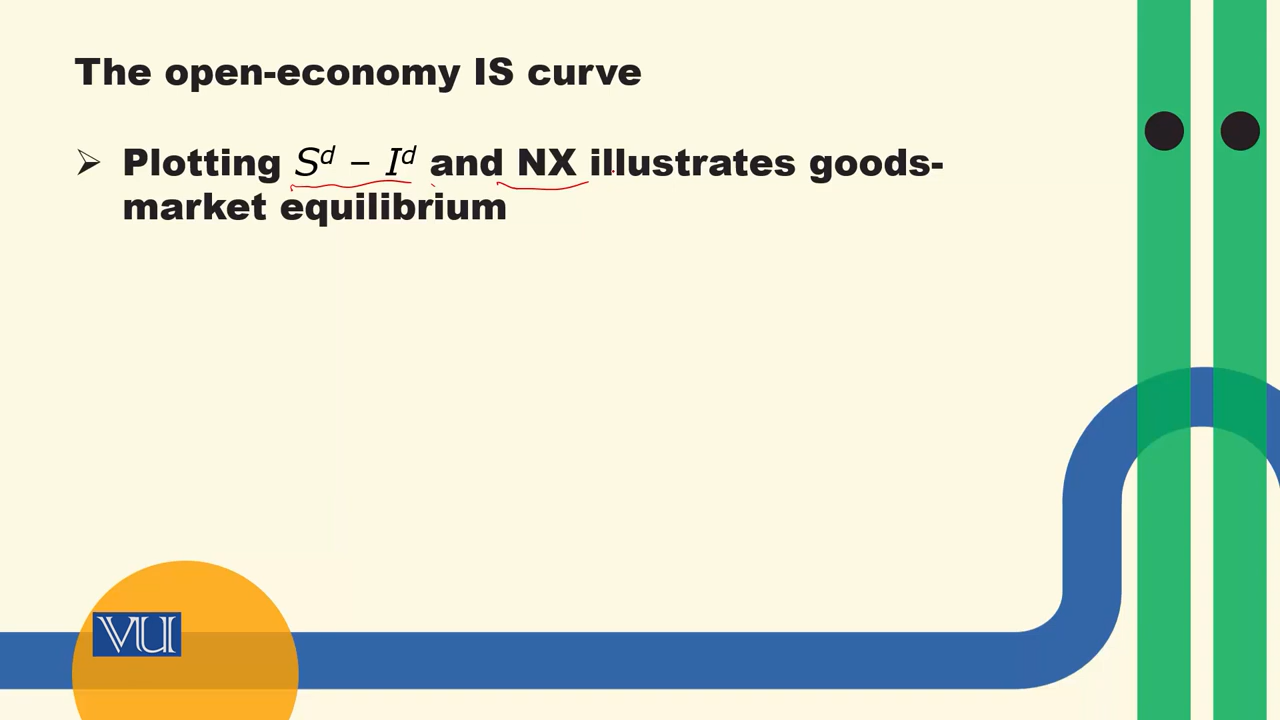 The open-economy IS curve
➢ Plotting Sᵈ − Iᵈ and NX illustrates goods-
market equilibrium
VU